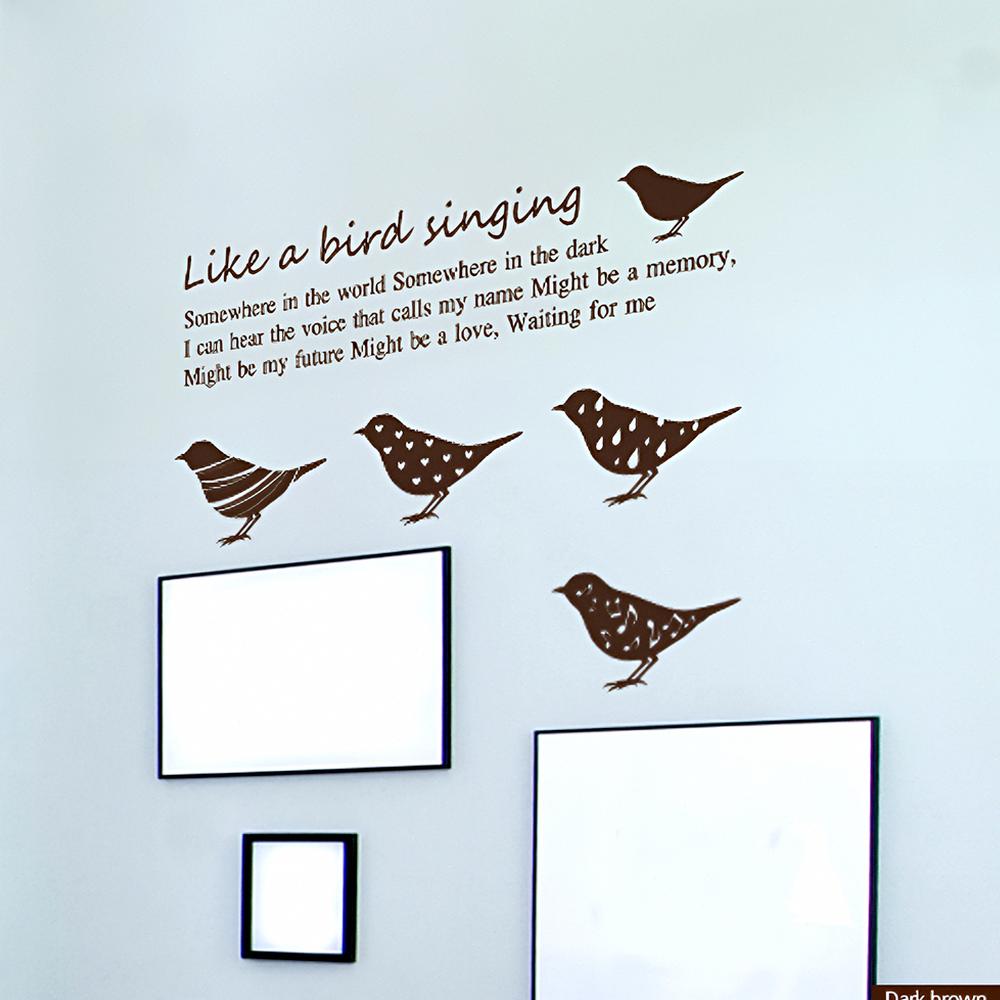 Like a bird singing
Somewhere in the world Somewhere in the dark
I can hear the voice that calls my name Might be a memory,
Might be my future Might be a love, Waiting for me
Dark brown